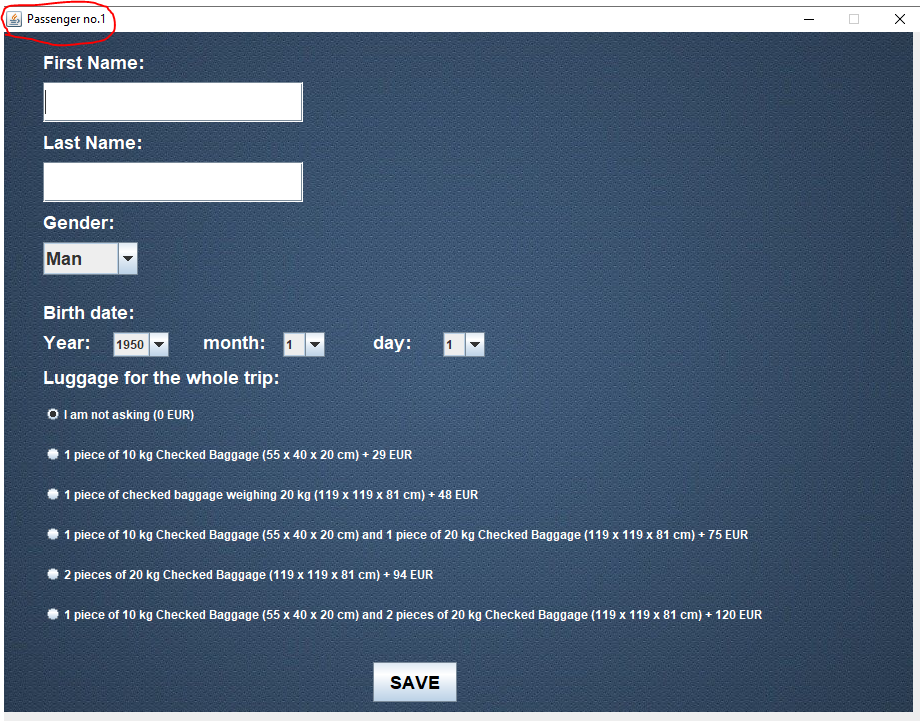 Passenger no.1
First Name:
Last Name:
Gender:
Man
Birth date:
Year: 1950 month: 1 day: 1
Luggage for the whole trip:
I am not asking (0 EUR)
1 piece of 10 kg Checked Baggage (55 x 40 x 20 cm) + 29 EUR
1 piece of checked baggage weighing 20 kg (119 x 119 x 81 cm) + 48 EUR
1 piece of 10 kg Checked Baggage (55 x 40 x 20 cm) and 1 piece of 20 kg Checked Baggage (119 x 119 x 81 cm) + 75 EUR
2 pieces of 20 kg Checked Baggage (119 x 119 x 81 cm) + 94 EUR
1 piece of 10 kg Checked Baggage (55 x 40 x 20 cm) and 2 pieces of 20 kg Checked Baggage (119 x 119 x 81 cm) + 120 EUR
SAVE